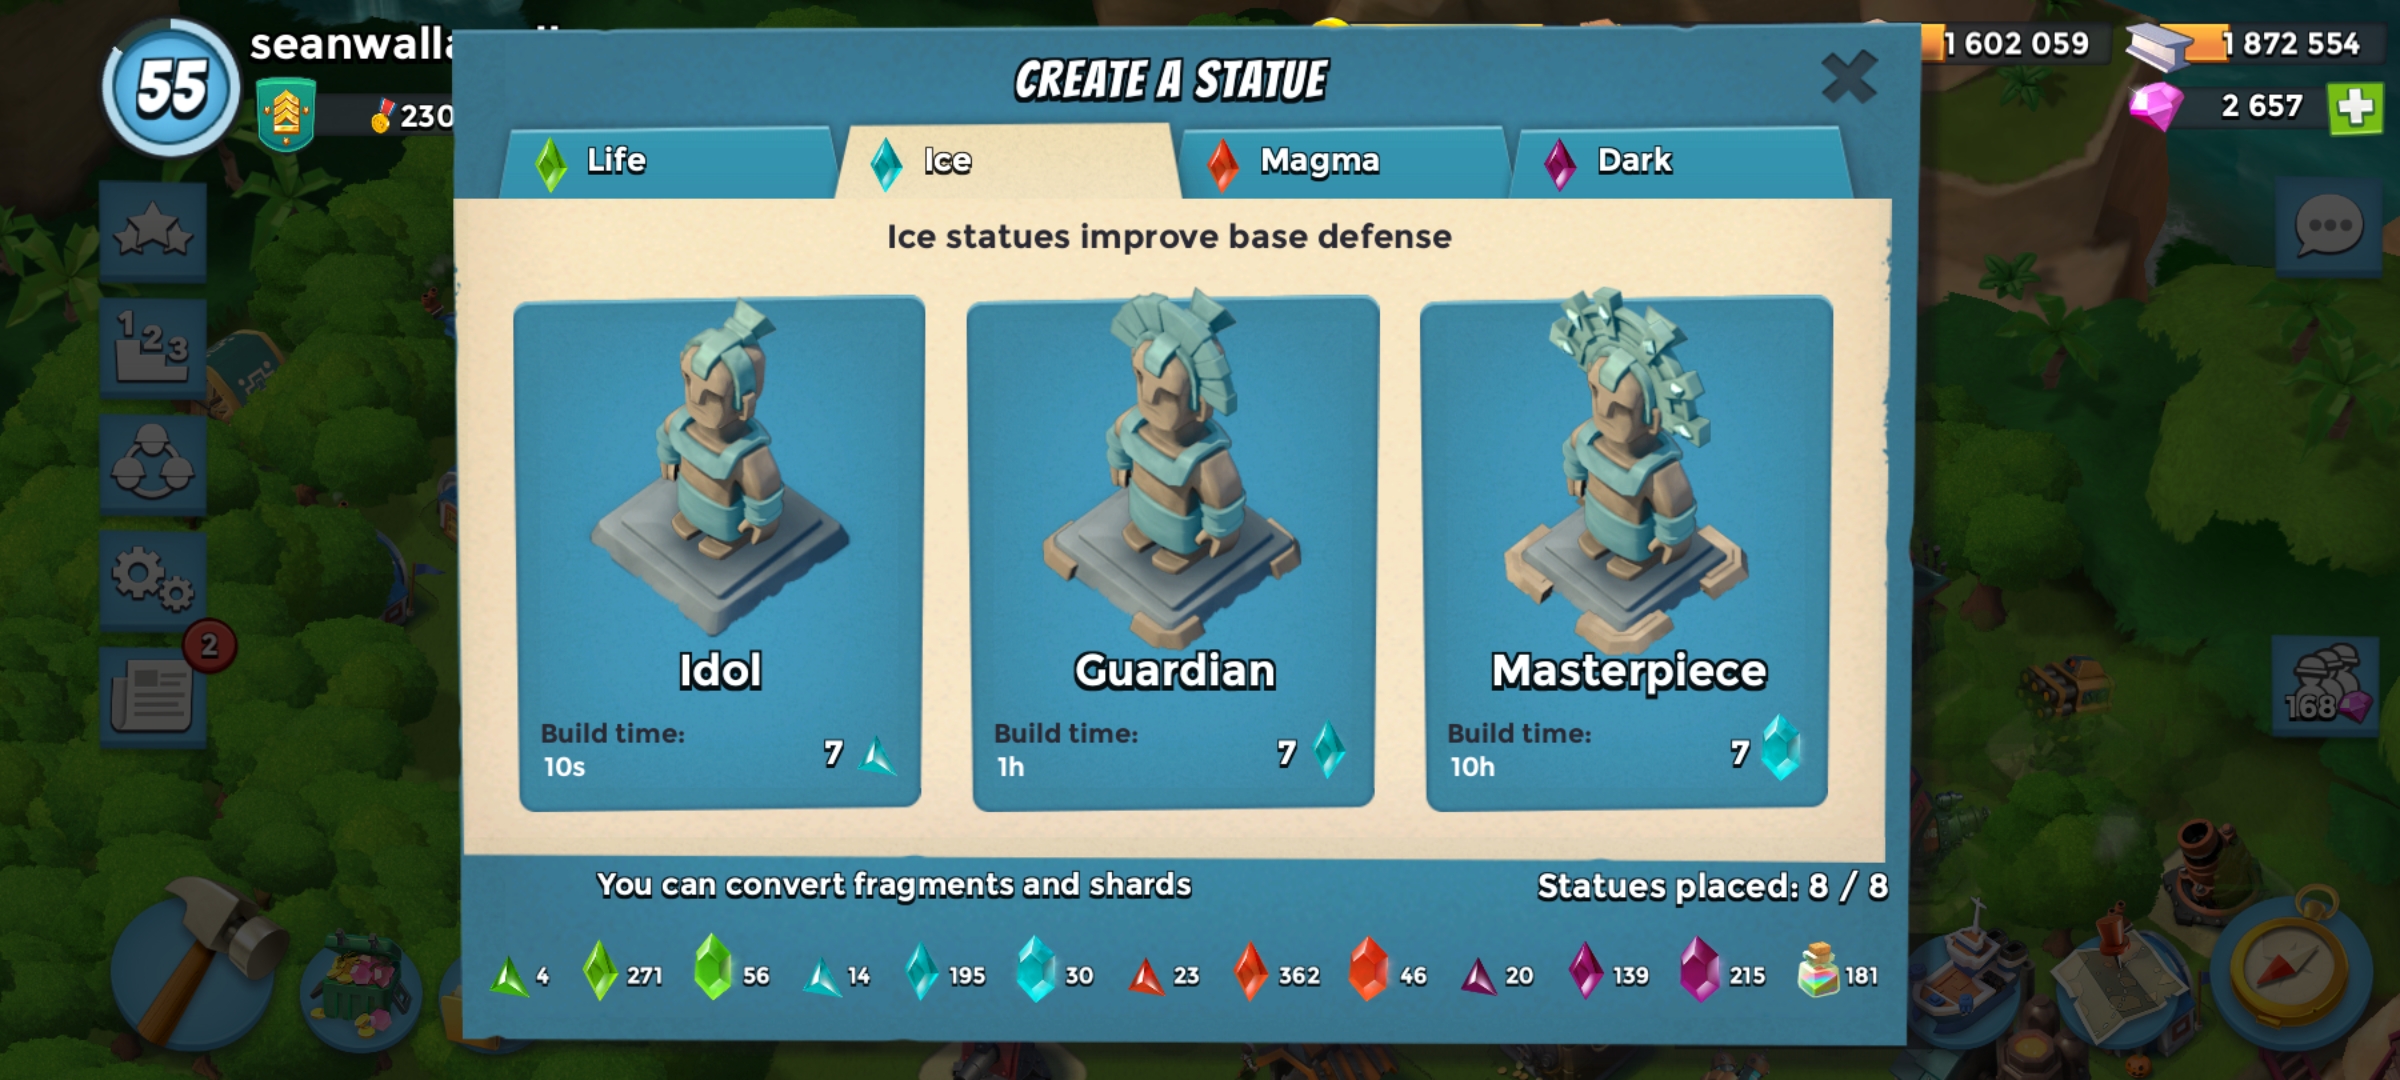 55
230
1 602 059
1 872 554
2 657
CREATE A STATUE
Life
Ice
Magma
Dark
Ice statues improve base defense
1 2 3
2
168
Idol
Build time:
10s
7
Guardian
Build time:
1h
7
Masterpiece
Build time:
10h
7
You can convert fragments and shards
Statues placed: 8 / 8
4 271 56 14 195 30 23 362 46 20 139 215 181